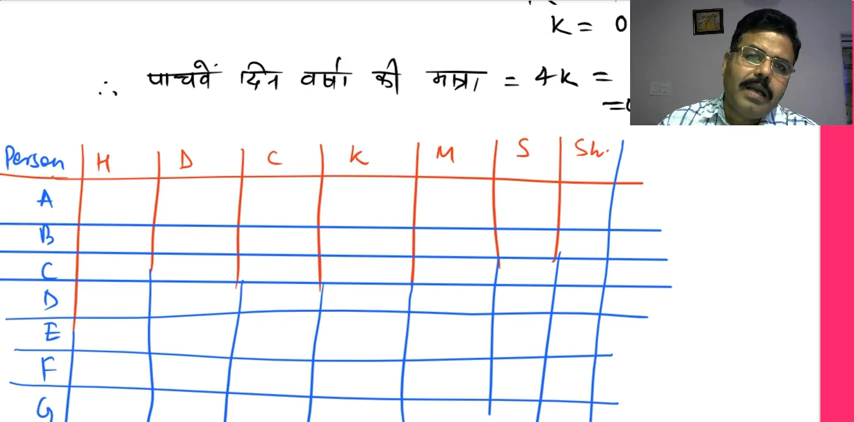 k = 0
∴ पाचवें दिन वर्षा की मात्रा = 4k =
=
Person H D C K M S Sh.
A
B
C
D
E
F
G